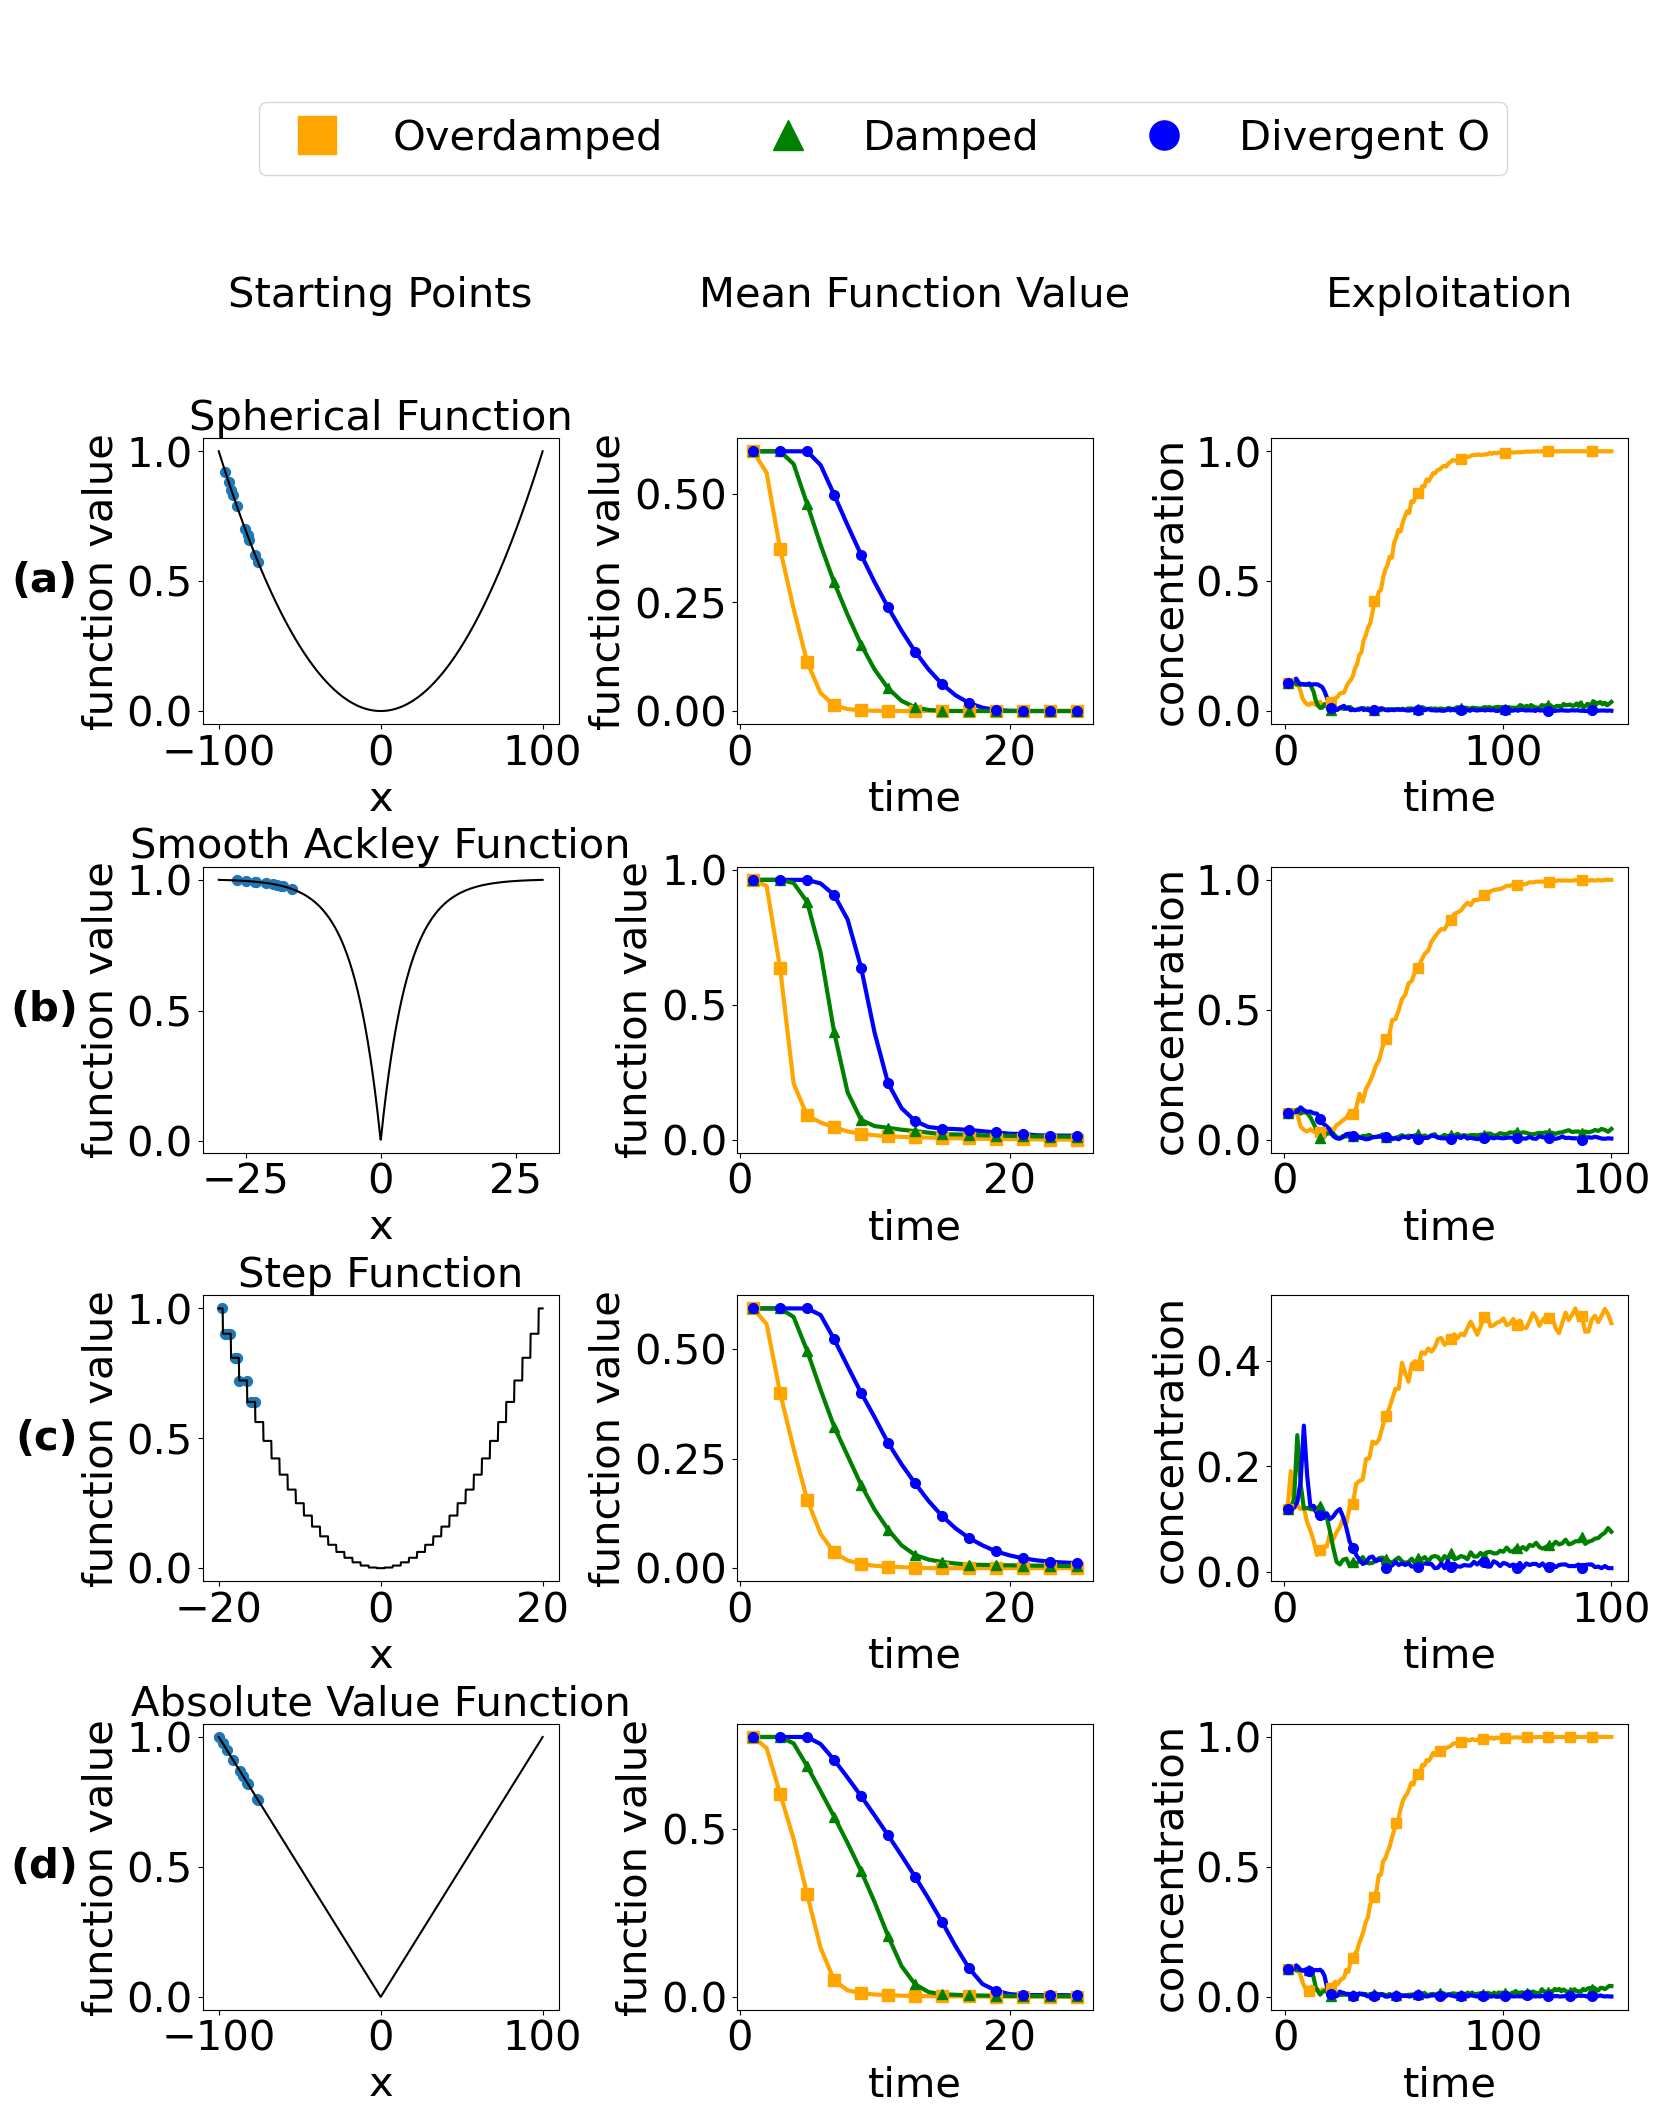 Overdamped Damped Divergent O
Starting Points Mean Function Value Exploitation
Spherical Function
(a)
function value
1.0
0.5
0.0
−100 0 100
x
function value
0.50
0.25
0.00
0 20
time
concentration
1.0
0.5
0.0
0 100
time
Smooth Ackley Function
(b)
function value
1.0
0.5
0.0
−25 0 25
x
function value
1.0
0.5
0.0
0 20
time
concentration
1.0
0.5
0.0
0 100
time
Step Function
(c)
function value
1.0
0.5
0.0
−20 0 20
x
function value
0.50
0.25
0.00
0 20
time
concentration
0.4
0.2
0.0
0 100
time
Absolute Value Function
(d)
function value
1.0
0.5
0.0
−100 0 100
x
function value
0.5
0.0
0 20
time
concentration
1.0
0.5
0.0
0 100
time